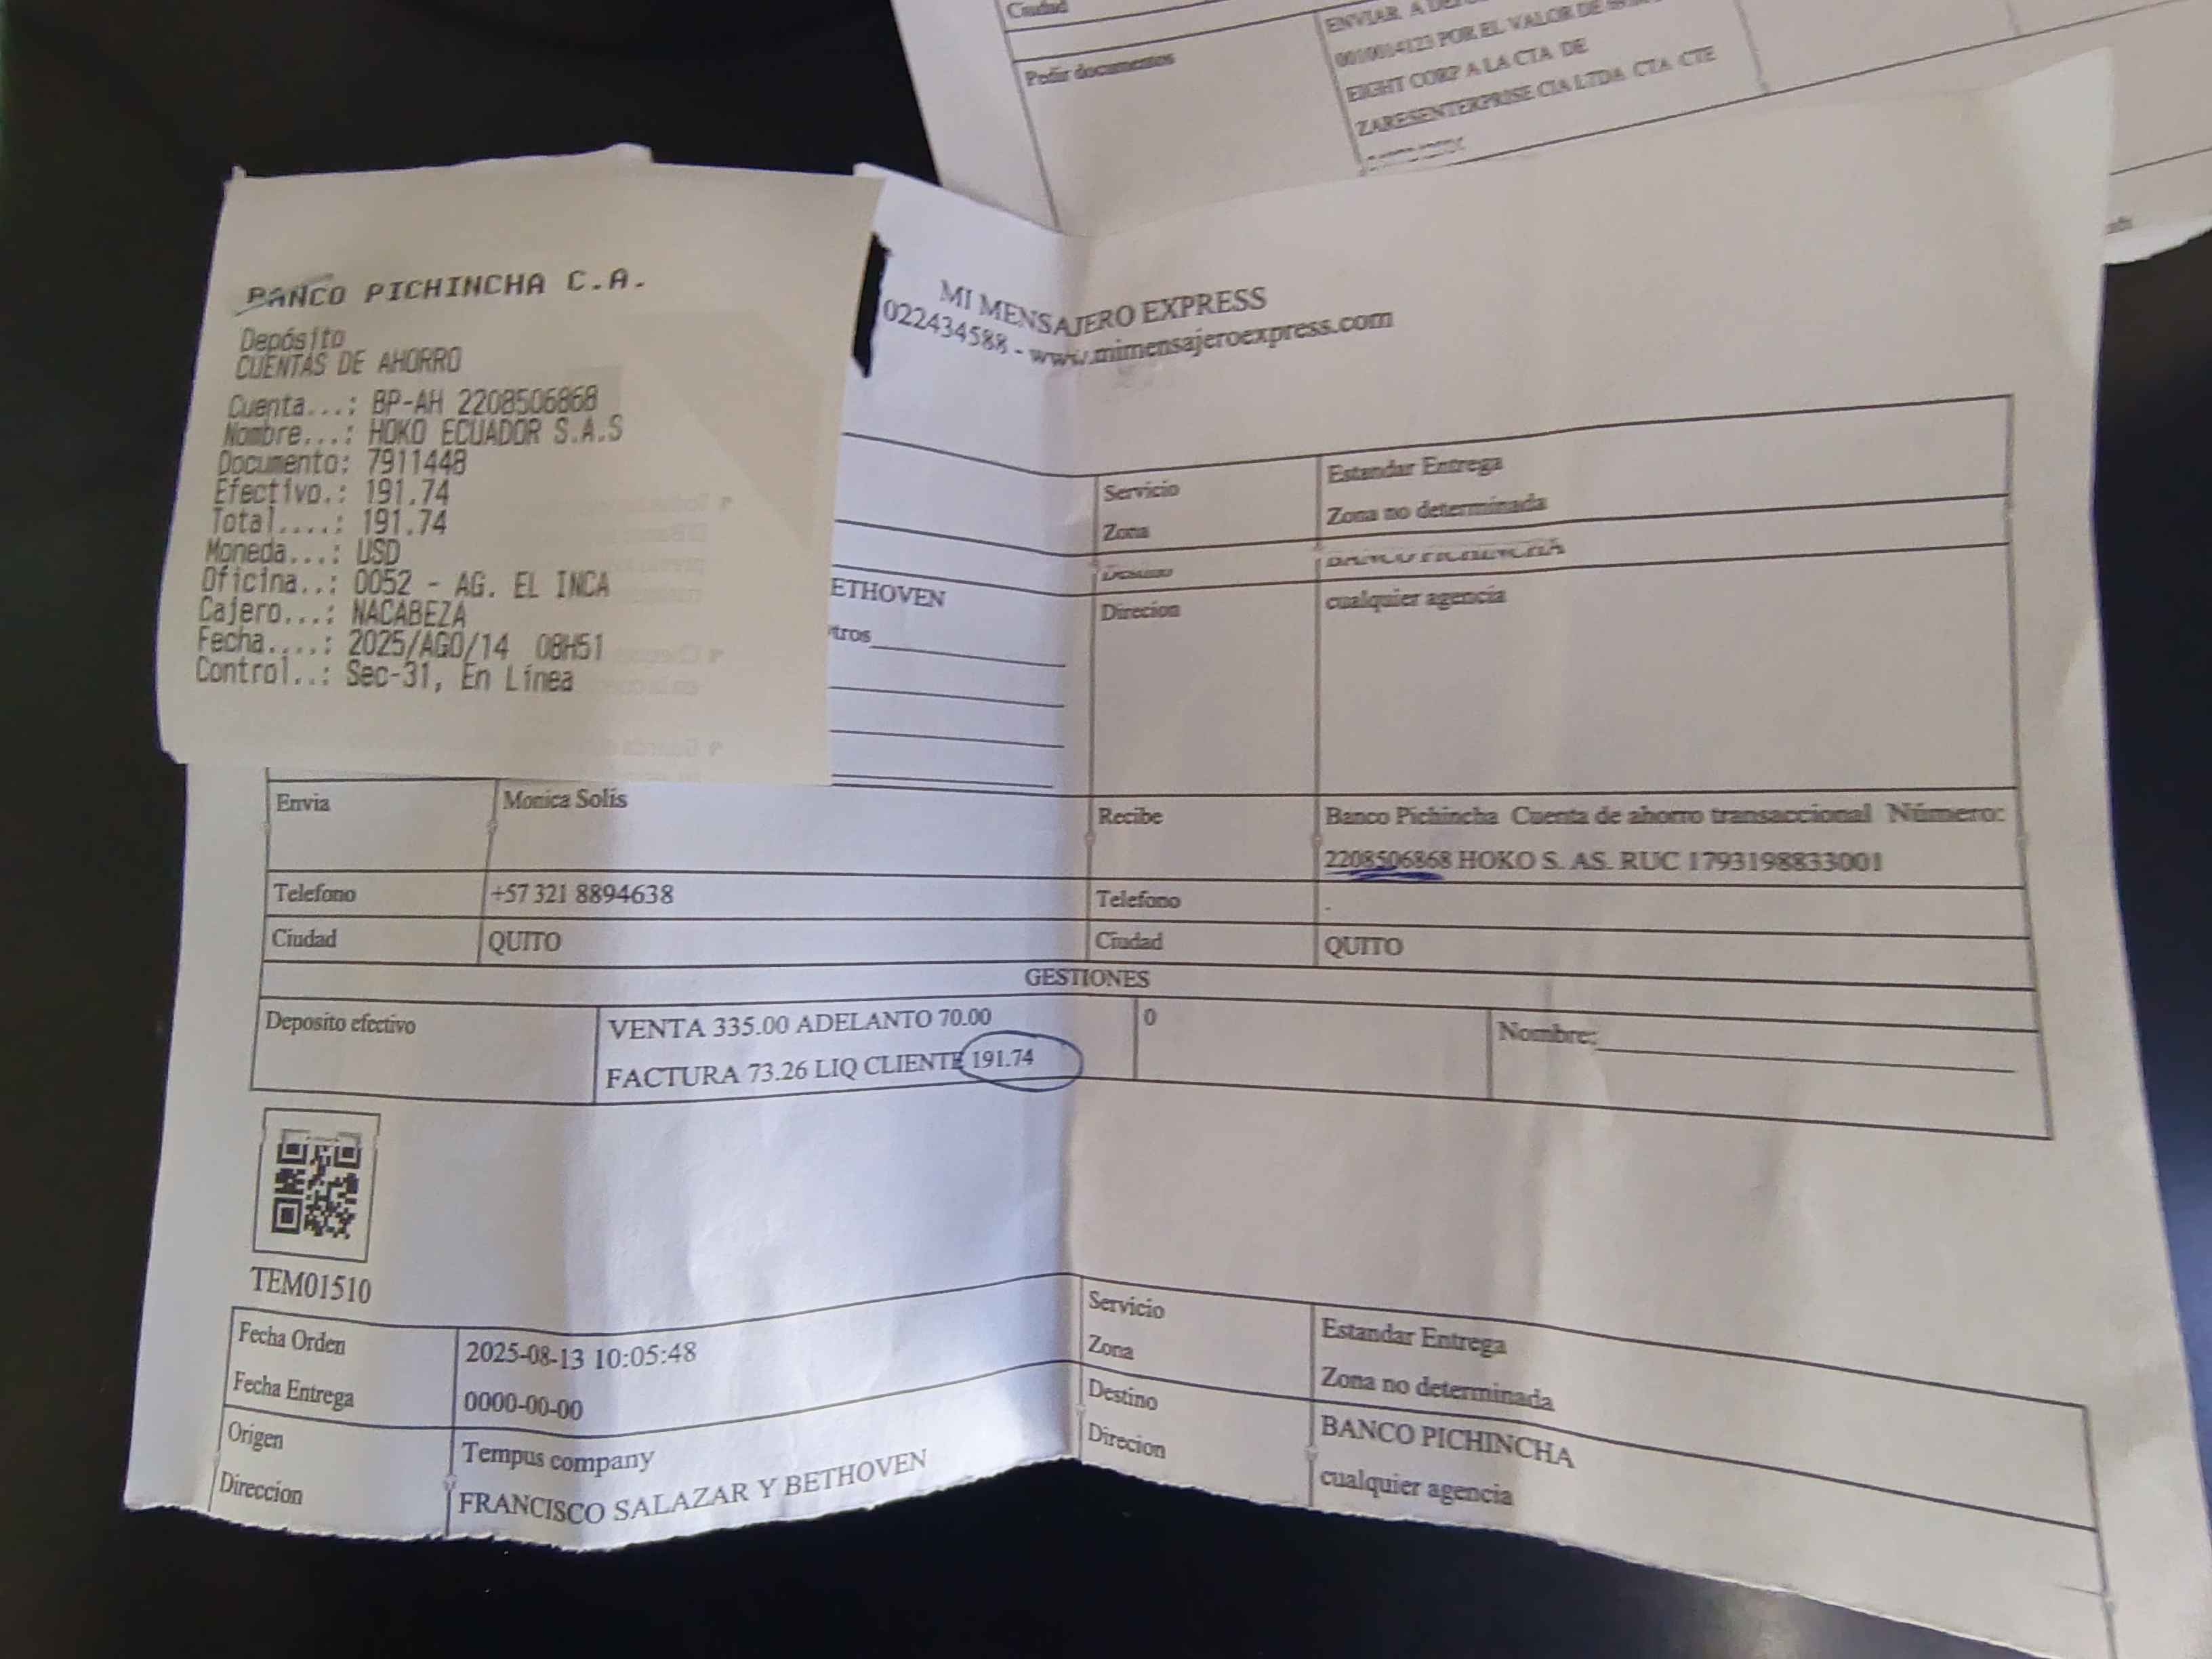 Ciudad
Pedir documentos
ENVIAR A
0010014123 POR EL VALOR DE
EIGHT CORP A LA CTA DE
ZARESENTERPRISE CIA LTDA CTA CTE
BANCO PICHINCHA C.A.
Depósito
CUENTAS DE AHORRO
Cuenta...: BP-AH 2208506868
Nombre...: HOKO ECUADOR S.A.S
Documento: 7911448
Efectivo.: 191.74
Total....: 191.74
Moneda...: USD
Oficina..: 0052 - AG. EL INCA
Cajero...: NACABEZA
Fecha....: 2025/AGO/14 08H51
Control..: Sec-31, En Línea
MI MENSAJERO EXPRESS
022434588 - www.mimensajeroexpress.com
Servicio Estandar Entrega
Zona Zona no determinada
Destino BANCO PICHINCHA
ETHOVEN Direcion cualquier agencia
tros
Envia Monica Solis Recibe Banco Pichincha Cuenta de ahorro transaccional Número:
2208506868 HOKO S. AS. RUC 1793198833001
Telefono +57 321 8894638 Telefono .
Ciudad QUITO Ciudad QUITO
GESTIONES
Deposito efectivo VENTA 335.00 ADELANTO 70.00 0 Nombre:
FACTURA 73.26 LIQ CLIENTE 191.74
TEM01510
Fecha Orden 2025-08-13 10:05:48 Servicio Estandar Entrega
Fecha Entrega 0000-00-00 Zona Zona no determinada
Origen Tempus company Destino BANCO PICHINCHA
Direccion FRANCISCO SALAZAR Y BETHOVEN Direcion cualquier agencia